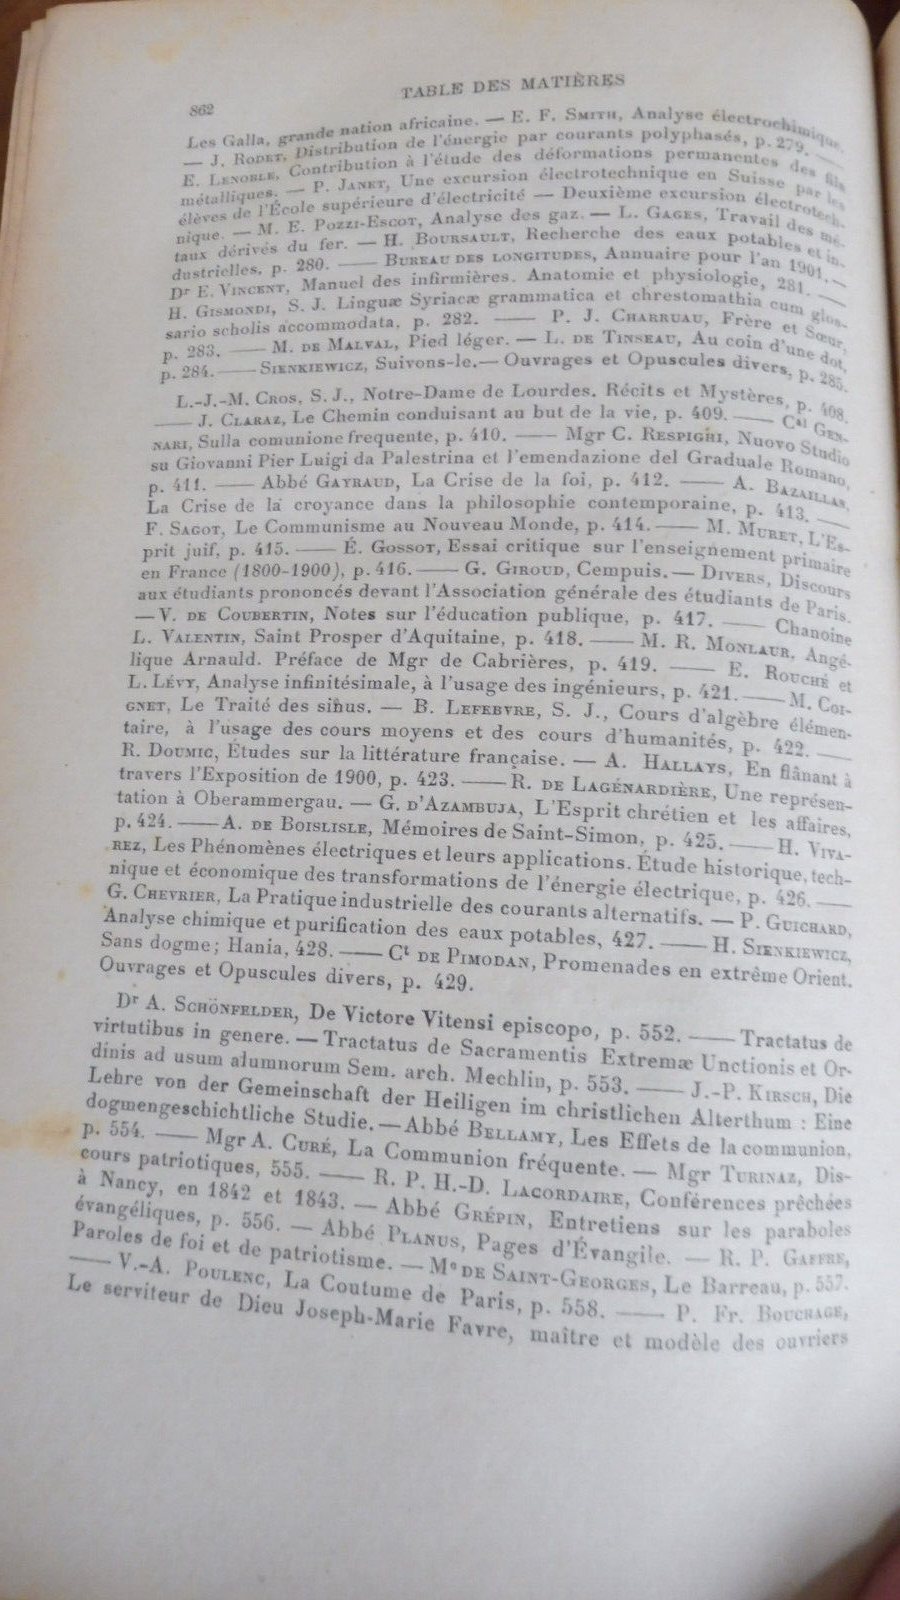 862
TABLE DES MATIÈRES
Les Galla, grande nation africaine. — E. F. Smith, Analyse électrochimique.
— J. Rodet, Distribution de l'énergie par courants polyphasés, p. 279. —
E. Lenoble, Contribution à l'étude des déformations permanentes des fils
métalliques. — P. Janet, Une excursion électrotechnique en Suisse par les
élèves de l'École supérieure d'électricité — Deuxième excursion électrotech-
nique. — M. E. Pozzi-Escot, Analyse des gaz. — L. Gages, Travail des mé-
taux dérivés du fer. — H. Boursault, Recherche des eaux potables et in-
dustrielles, p. 280. —— Bureau des longitudes, Annuaire pour l'an 1901. —
Dr E. Vincent, Manuel des infirmières. Anatomie et physiologie, 281. ——
H. Gismondi, S. J. Linguæ Syriacæ grammatica et chrestomathia cum glos-
sario scholis accommodata, p. 282. —— P. J. Charruau, Frère et Sœur,
p. 283. —— M. de Malval, Pied léger. — L. de Tinseau, Au coin d'une dot,
p. 284. —— Sienkiewicz, Suivons-le. — Ouvrages et Opuscules divers, p. 285.
L.-J.-M. Cros, S. J., Notre-Dame de Lourdes. Récits et Mystères, p. 408.
—— J. Claraz, Le Chemin conduisant au but de la vie, p. 409. —— Cal Gen-
nari, Sulla comunione frequente, p. 410. —— Mgr C. Respighi, Nuovo Studio
su Giovanni Pier Luigi da Palestrina et l'emendazione del Graduale Romano,
p. 411. —— Abbé Gayraud, La Crise de la foi, p. 412. —— A. Bazaillas,
La Crise de la croyance dans la philosophie contemporaine, p. 413. ——
F. Sagot, Le Communisme au Nouveau Monde, p. 414. —— M. Muret, L'Es-
prit juif, p. 415. —— É. Gossot, Essai critique sur l'enseignement primaire
en France (1800-1900), p. 416. —— G. Giroud, Cempuis. — Divers, Discours
aux étudiants prononcés devant l'Association générale des étudiants de Paris.
— V. de Coubertin, Notes sur l'éducation publique, p. 417. —— Chanoine
L. Valentin, Saint Prosper d'Aquitaine, p. 418. —— M. R. Monlaur, Angé-
lique Arnauld. Préface de Mgr de Cabrières, p. 419. —— E. Rouché et
L. Lévy, Analyse infinitésimale, à l'usage des ingénieurs, p. 421. —— M. Coi-
gnet, Le Traité des sinus. — B. Lefebvre, S. J., Cours d'algèbre élémen-
taire, à l'usage des cours moyens et des cours d'humanités, p. 422. ——
R. Doumic, Études sur la littérature française. — A. Hallays, En flânant à
travers l'Exposition de 1900, p. 423. —— R. de Lagénardière, Une représen-
tation à Oberammergau. — G. d'Azambuja, L'Esprit chrétien et les affaires,
p. 424. —— A. de Boislisle, Mémoires de Saint-Simon, p. 425. —— H. Viva-
rez, Les Phénomènes électriques et leurs applications. Étude historique, tech-
nique et économique des transformations de l'énergie électrique, p. 426. ——
G. Chevrier, La Pratique industrielle des courants alternatifs. — P. Guichard,
Analyse chimique et purification des eaux potables, 427. —— H. Sienkiewicz,
Sans dogme; Hania, 428. —— Ct de Pimodan, Promenades en extrême Orient.
Ouvrages et Opuscules divers, p. 429.
Dr A. Schönfelder, De Victore Vitensi episcopo, p. 552. —— Tractatus de
virtutibus in genere. — Tractatus de Sacramentis Extremæ Unctionis et Or-
dinis ad usum alumnorum Sem. arch. Mechlin, p. 553. —— J.-P. Kirsch, Die
Lehre von der Gemeinschaft der Heiligen im christlichen Alterthum : Eine
dogmengeschichtliche Studie. — Abbé Bellamy, Les Effets de la communion,
p. 554. —— Mgr A. Curé, La Communion fréquente. — Mgr Turinaz, Dis-
cours patriotiques, 555. —— R. P. H.-D. Lacordaire, Conférences prêchées
à Nancy, en 1842 et 1843. — Abbé Grépin, Entretiens sur les paraboles
évangéliques, p. 556. — Abbé Planus, Pages d'Évangile. — R. P. Gaffre,
Paroles de foi et de patriotisme. — Me de Saint-Georges, Le Barreau, p. 557.
—— V.-A. Poulenc, La Coutume de Paris, p. 558. —— P. Fr. Bouchage,
Le serviteur de Dieu Joseph-Marie Favre, maître et modèle des ouvriers